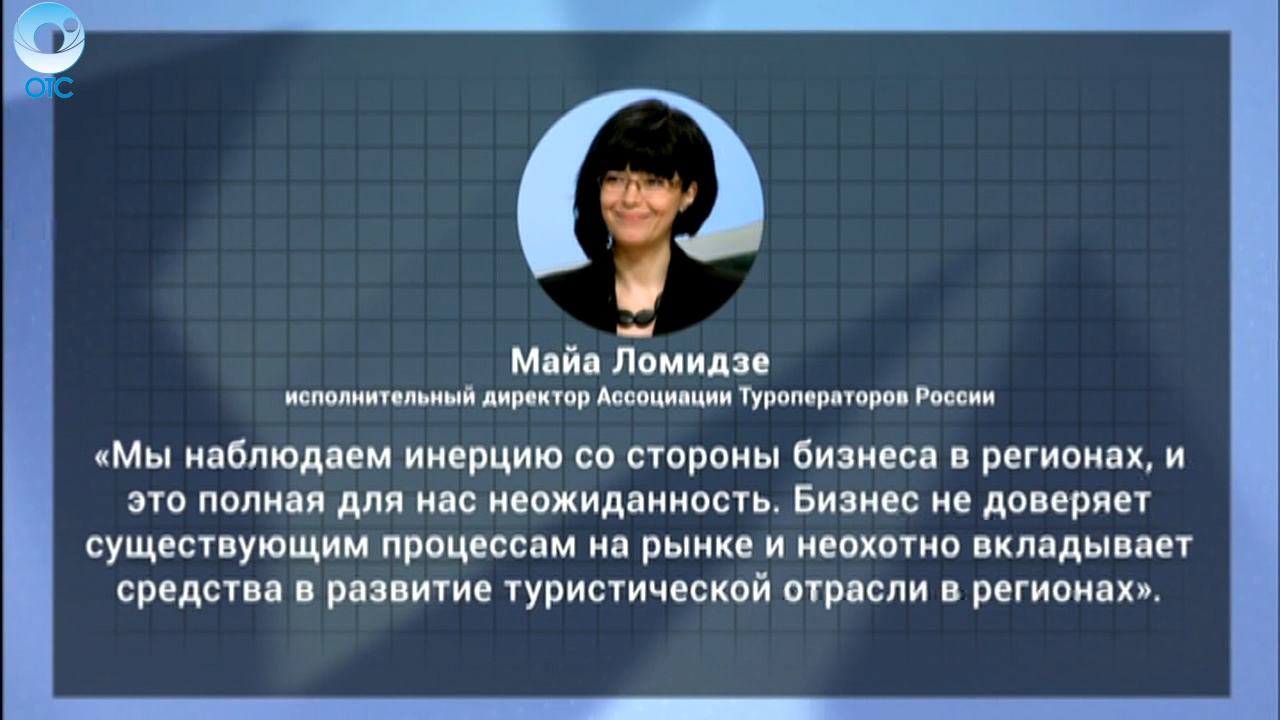 ОТС
Майа Ломидзе
исполнительный директор Ассоциации Туроператоров России
«Мы наблюдаем инерцию со стороны бизнеса в регионах, и
это полная для нас неожиданность. Бизнес не доверяет
существующим процессам на рынке и неохотно вкладывает
средства в развитие туристической отрасли в регионах».